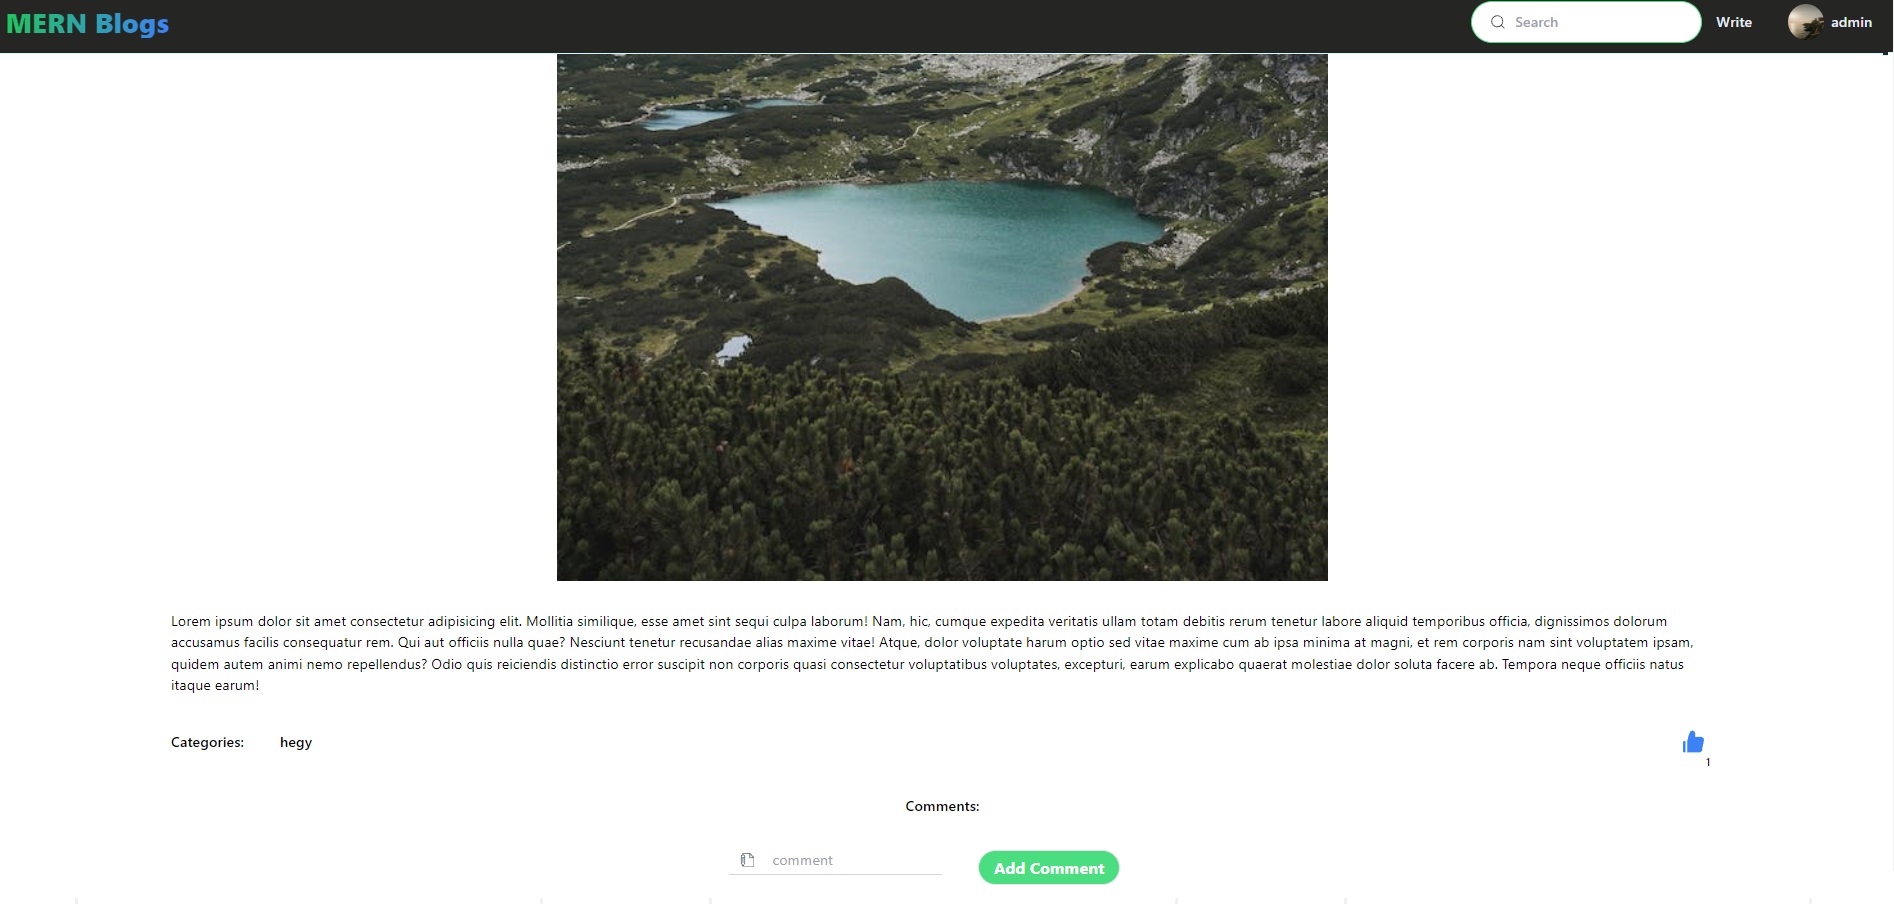 MERN Blogs
Search
Write
admin
Lorem ipsum dolor sit amet consectetur adipisicing elit. Mollitia similique, esse amet sint sequi culpa laborum! Nam, hic, cumque expedita veritatis ullam totam debitis rerum tenetur labore aliquid temporibus officia, dignissimos dolorum
accusamus facilis consequatur rem. Qui aut officiis nulla quae? Nesciunt tenetur recusandae alias maxime vitae! Atque, dolor voluptate harum optio sed vitae maxime cum ab ipsa minima at magni, et rem corporis nam sint voluptatem ipsam,
quidem autem animi nemo repellendus? Odio quis reiciendis distinctio error suscipit non corporis quasi consectetur voluptatibus voluptates, excepturi, earum explicabo quaerat molestiae dolor soluta facere ab. Tempora neque officiis natus
itaque earum!
Categories: hegy
1
Comments:
comment
Add Comment